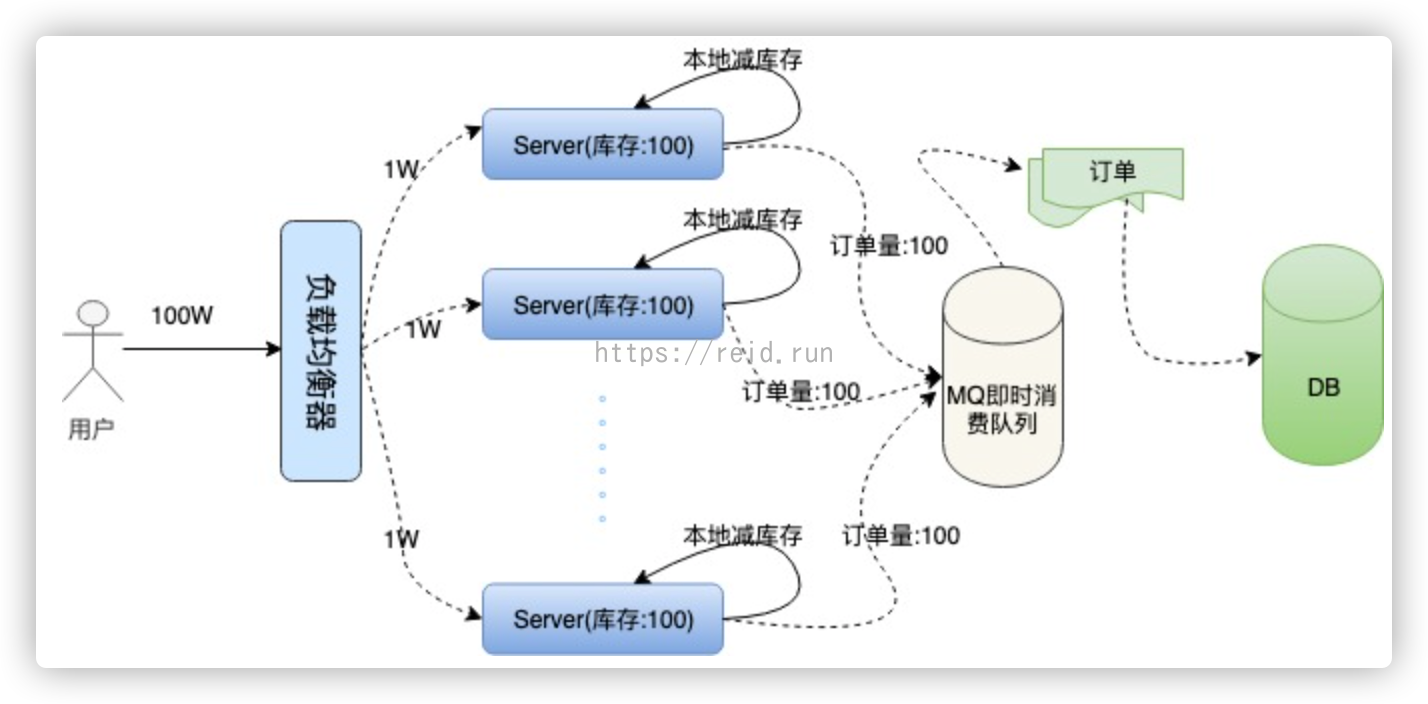 本地减库存
Server(库存:100)
1W
订单
本地减库存
订单量:100
负载均衡器
100W
Server(库存:100)
1W
https://reid.run
订单量:100
MQ即时消
费队列
DB
用户
本地减库存
订单量:100
1W
Server(库存:100)